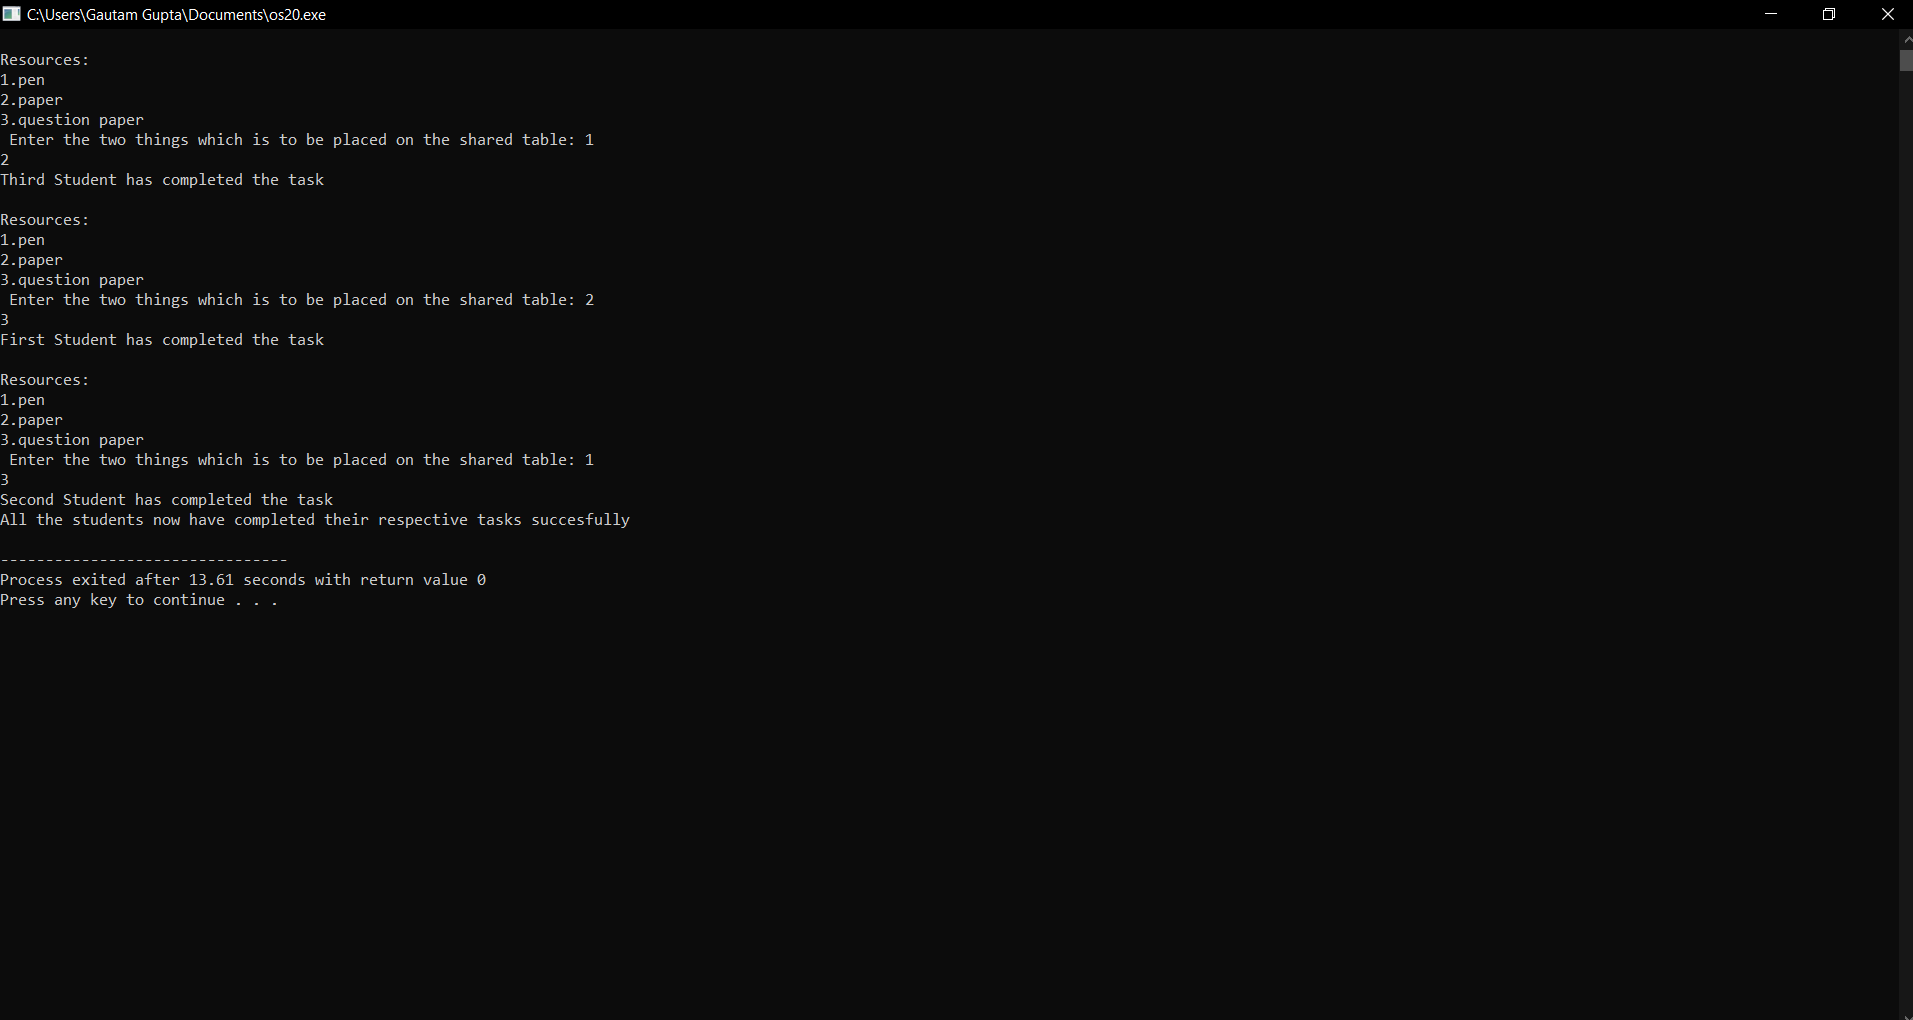 C:\Users\Gautam Gupta\Documents\os20.exe
Resources:
1.pen
2.paper
3.question paper
 Enter the two things which is to be placed on the shared table: 1
2
Third Student has completed the task
Resources:
1.pen
2.paper
3.question paper
 Enter the two things which is to be placed on the shared table: 2
3
First Student has completed the task
Resources:
1.pen
2.paper
3.question paper
 Enter the two things which is to be placed on the shared table: 1
3
Second Student has completed the task
All the students now have completed their respective tasks succesfully
--------------------------------
Process exited after 13.61 seconds with return value 0
Press any key to continue . . .